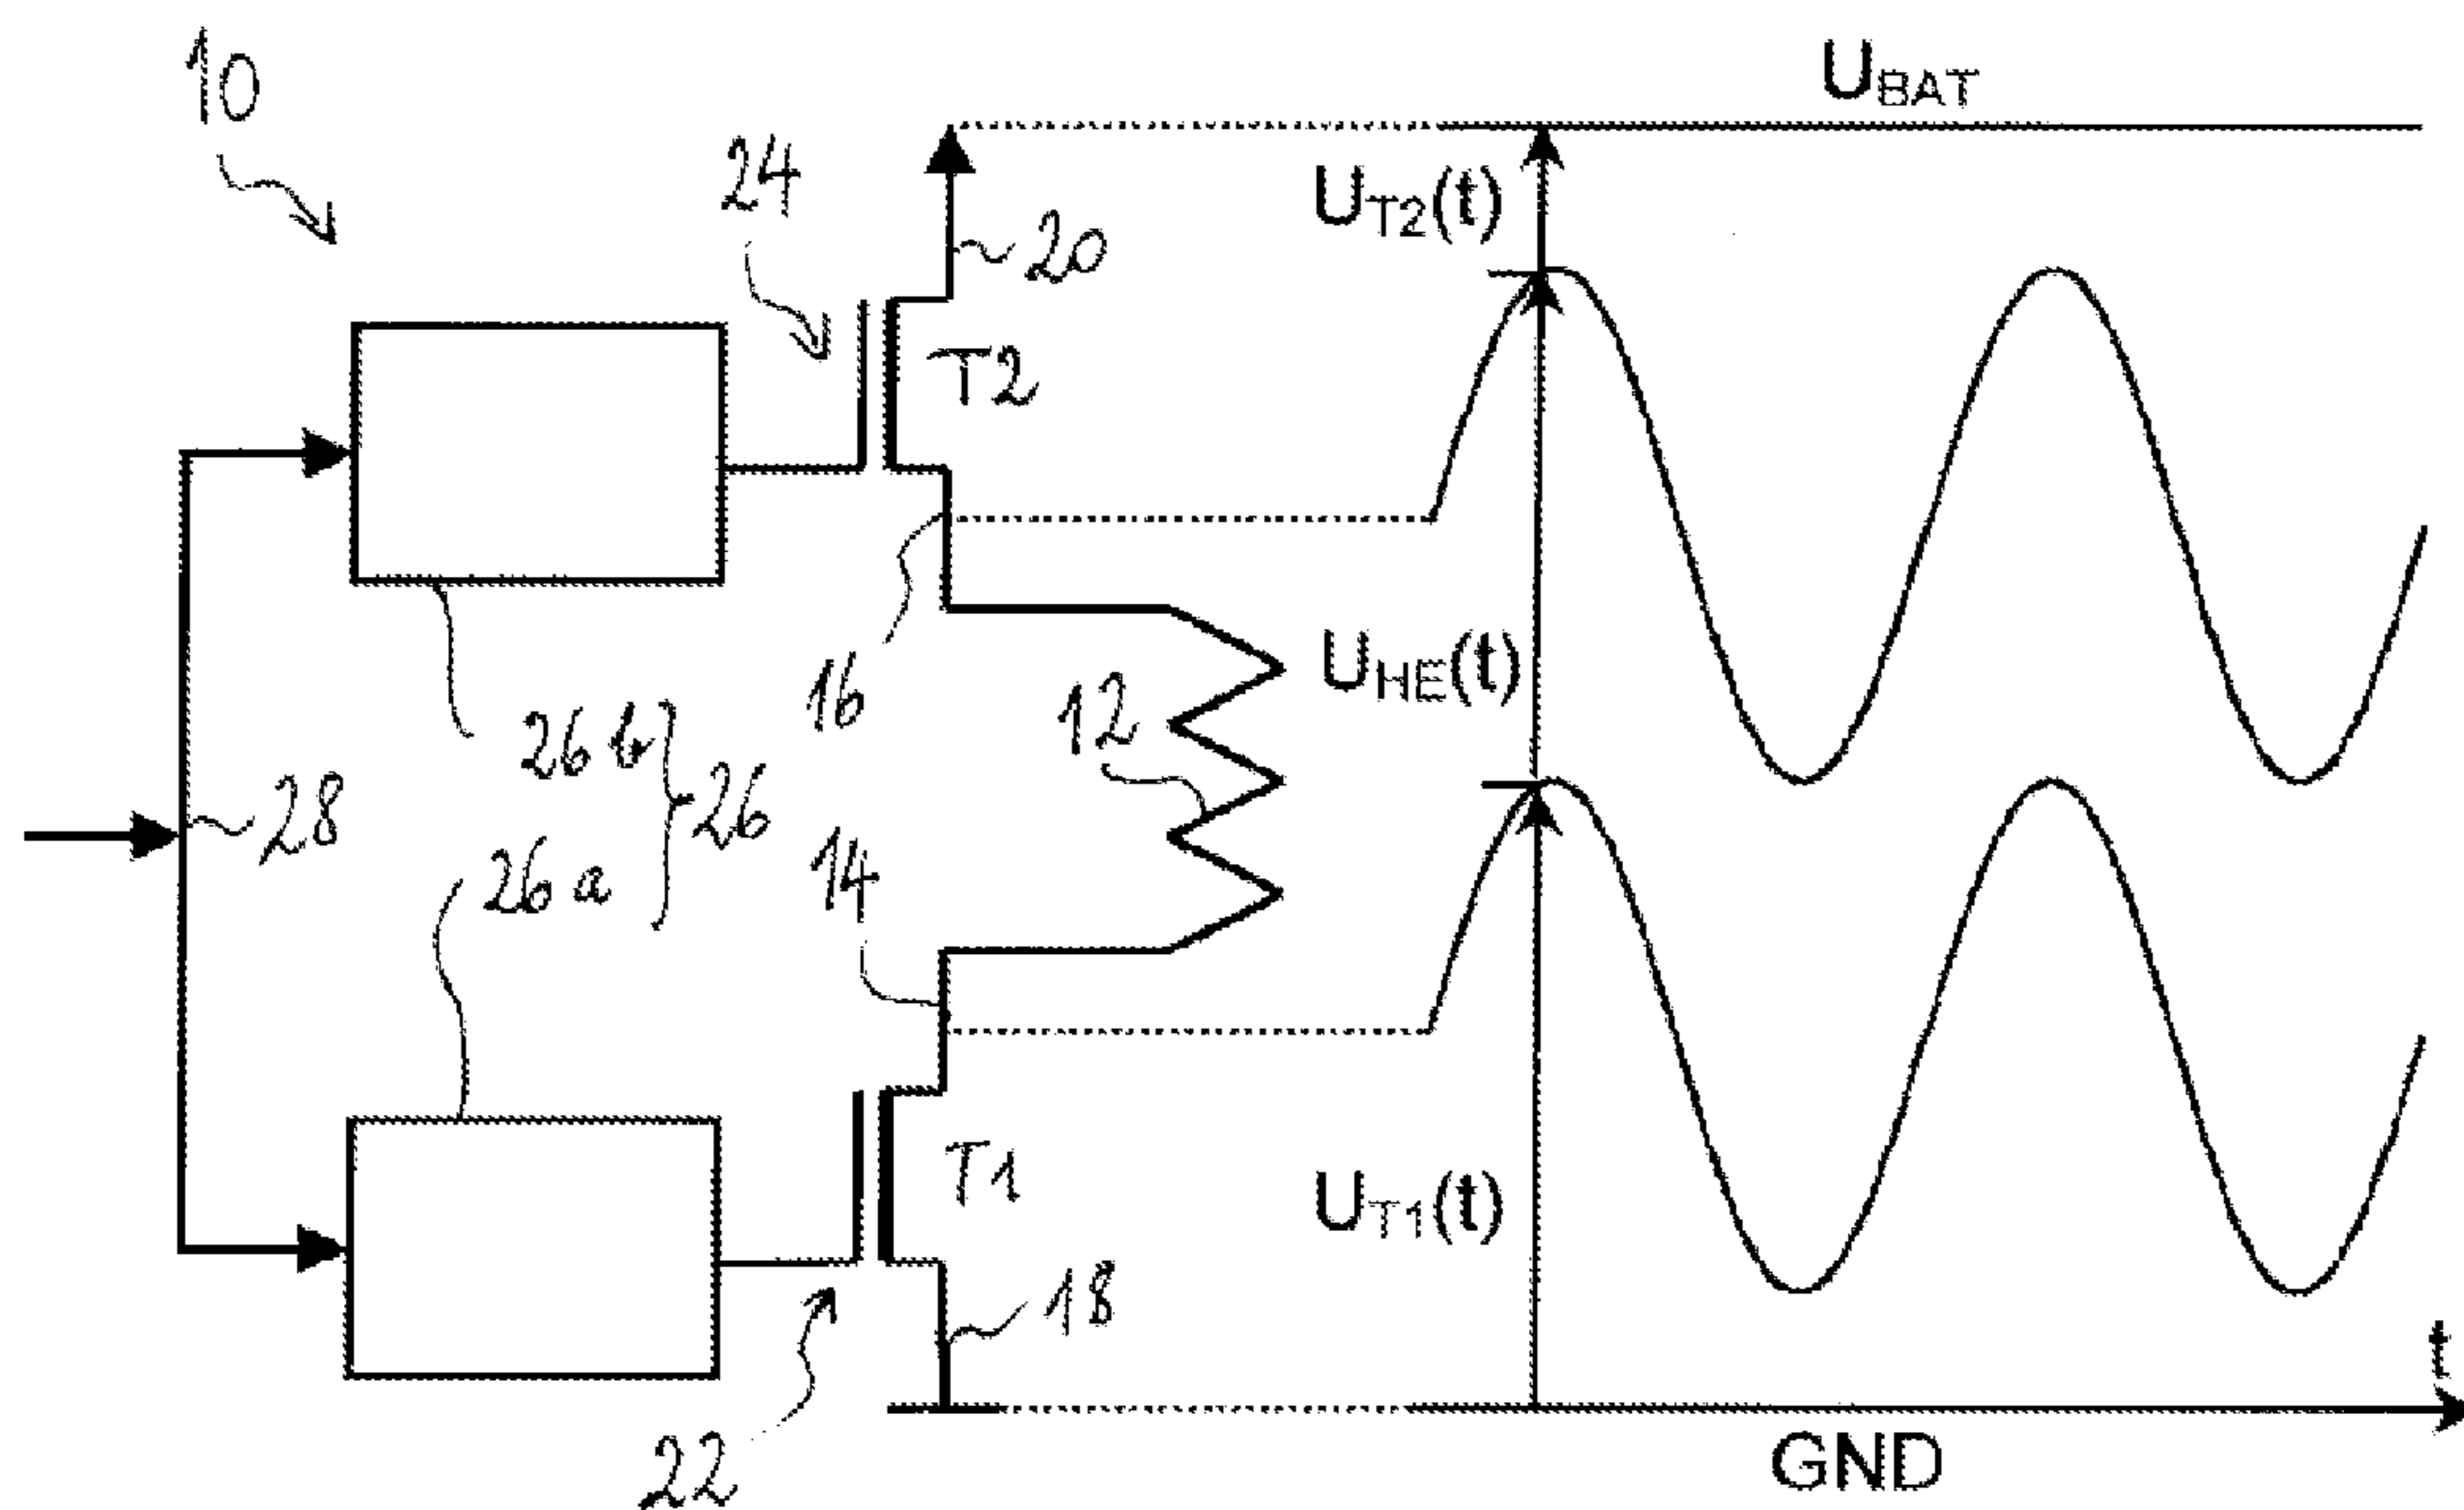 10
U_BAT
24
U_T2(t)
20
T2
16
12
U_HE(t)
26b
26
28
26a
14
T1
U_T1(t)
18
t
22
GND